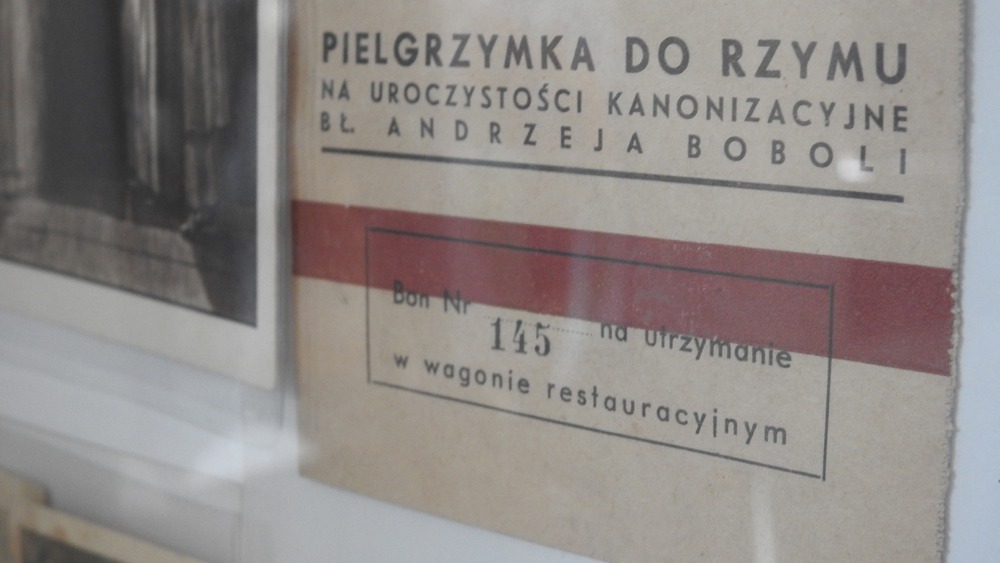 PIELGRZYMKA DO RZYMU
NA UROCZYSTOŚCI KANONIZACYJNE
BŁ. ANDRZEJA BOBOLI
Bon Nr 145 na utrzymanie
w wagonie restauracyjnym